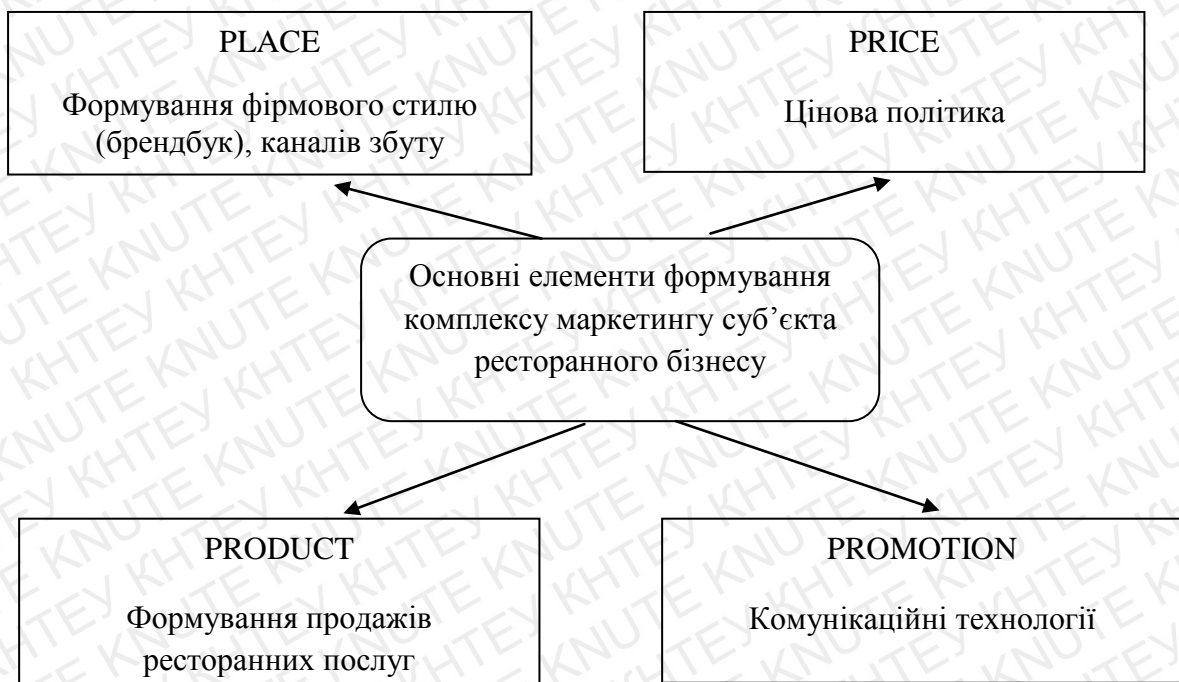 PLACE
Формування фірмового стилю
(брендбук), каналів збуту
PRICE
Цінова політика
Основні елементи формування
комплексу маркетингу суб’єкта
ресторанного бізнесу
PRODUCT
Формування продажів
ресторанних послуг
PROMOTION
Комунікаційні технології